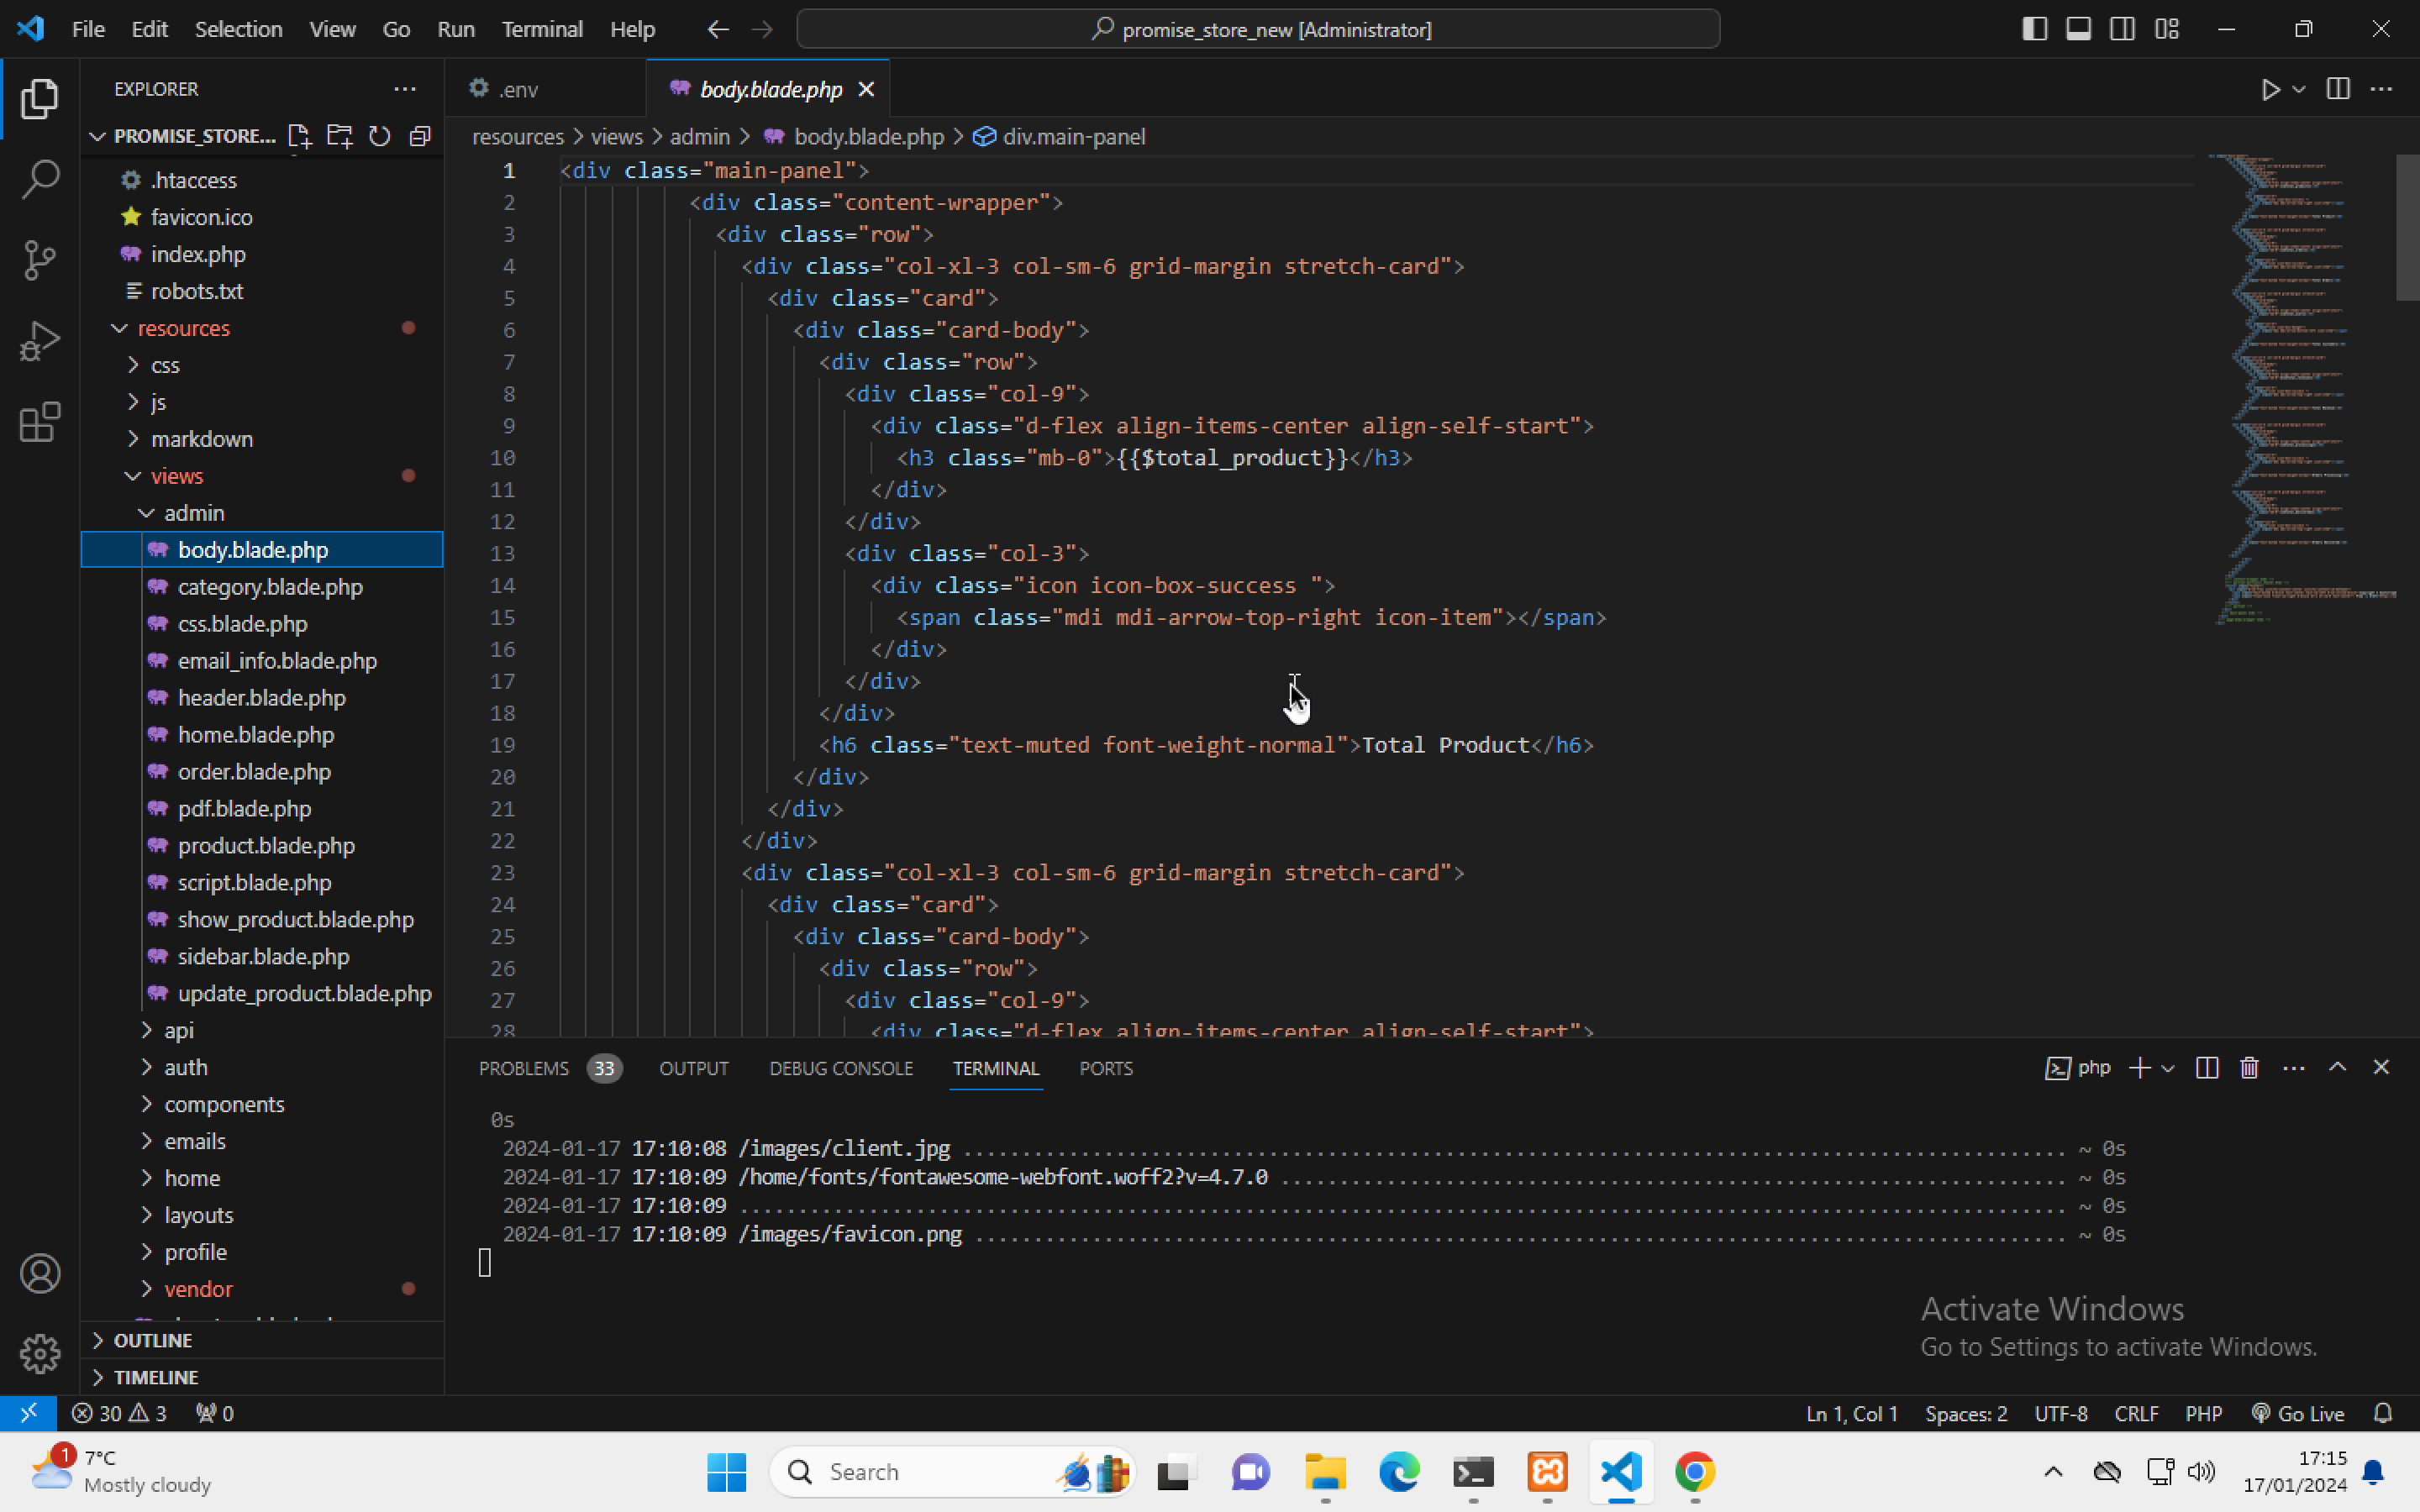 File Edit Selection View Go Run Terminal Help
promise_store_new [Administrator]
EXPLORER
PROMISE_STORE...
.htaccess
favicon.ico
index.php
robots.txt
resources
css
js
markdown
views
admin
body.blade.php
category.blade.php
css.blade.php
email_info.blade.php
header.blade.php
home.blade.php
order.blade.php
pdf.blade.php
product.blade.php
script.blade.php
show_product.blade.php
sidebar.blade.php
update_product.blade.php
api
auth
components
emails
home
layouts
profile
vendor
OUTLINE
TIMELINE
.env
body.blade.php
resources > views > admin > body.blade.php > div.main-panel
1 <div class="main-panel">
2 <div class="content-wrapper">
3 <div class="row">
4 <div class="col-xl-3 col-sm-6 grid-margin stretch-card">
5 <div class="card">
6 <div class="card-body">
7 <div class="row">
8 <div class="col-9">
9 <div class="d-flex align-items-center align-self-start">
10 <h3 class="mb-0">{{$total_product}}</h3>
11 </div>
12 </div>
13 <div class="col-3">
14 <div class="icon icon-box-success ">
15 <span class="mdi mdi-arrow-top-right icon-item"></span>
16 </div>
17 </div>
18 </div>
19 <h6 class="text-muted font-weight-normal">Total Product</h6>
20 </div>
21 </div>
22 </div>
23 <div class="col-xl-3 col-sm-6 grid-margin stretch-card">
24 <div class="card">
25 <div class="card-body">
26 <div class="row">
27 <div class="col-9">
28 <div class="d-flex align-items-center align-self-start">
PROBLEMS 33 OUTPUT DEBUG CONSOLE TERMINAL PORTS
php
0s
2024-01-17 17:10:08 /images/client.jpg ~ 0s
2024-01-17 17:10:09 /home/fonts/fontawesome-webfont.woff2?v=4.7.0 ~ 0s
2024-01-17 17:10:09 ~ 0s
2024-01-17 17:10:09 /images/favicon.png ~ 0s
Activate Windows
Go to Settings to activate Windows.
30 3 0
Ln 1, Col 1 Spaces: 2 UTF-8 CRLF PHP Go Live
1
7°C
Mostly cloudy
Search
17:15
17/01/2024